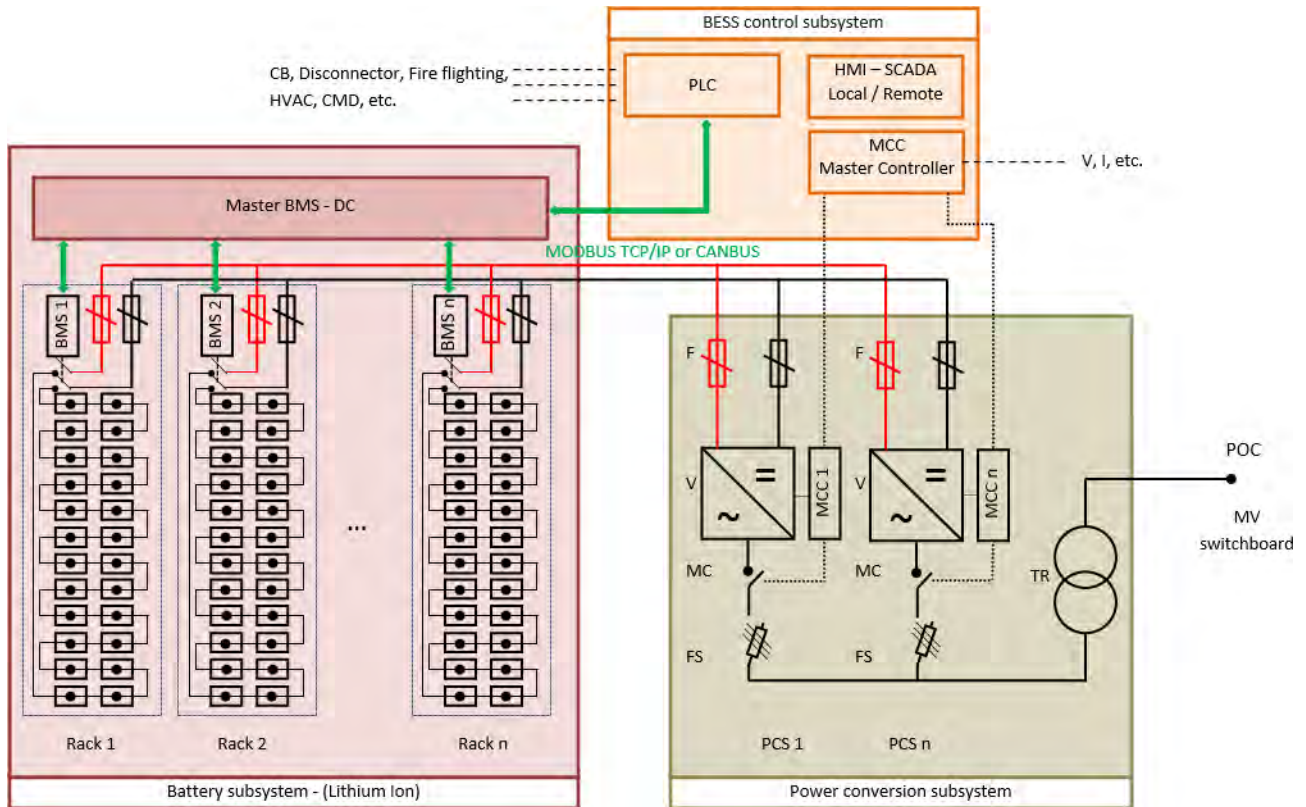 BESS control subsystem
CB, Disconnector, Fire flighting,
HVAC, CMD, etc.
PLC
HMI – SCADA
Local / Remote
MCC
Master Controller
V, I, etc.
Master BMS - DC
MODBUS TCP/IP or CANBUS
BMS 1
BMS 2
BMS n
F
F
V
=
~
MCC 1
V
=
~
MCC n
POC
MV
switchboard
...
MC
MC
TR
FS
FS
Rack 1
Rack 2
Rack n
PCS 1
PCS n
Battery subsystem - (Lithium Ion)
Power conversion subsystem